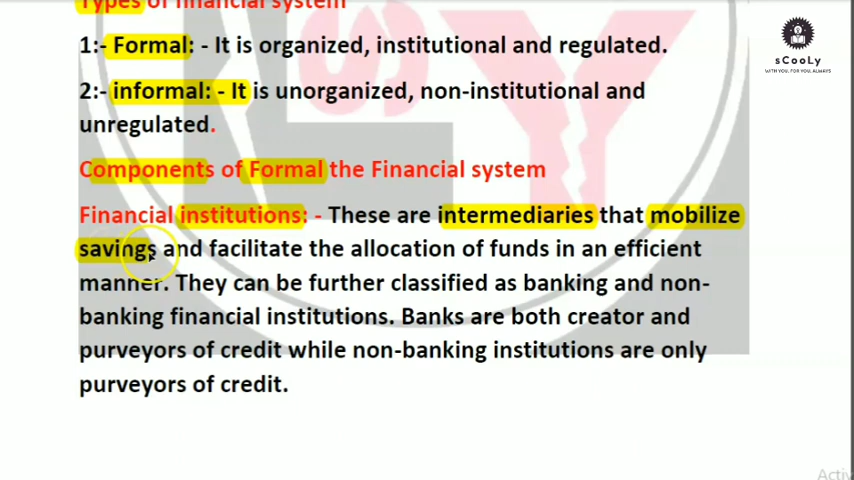 Types of financial system
1:- Formal: - It is organized, institutional and regulated.
2:- informal: - It is unorganized, non-institutional and
unregulated.
Components of Formal the Financial system
Financial institutions: - These are intermediaries that mobilize
savings and facilitate the allocation of funds in an efficient
manner. They can be further classified as banking and non-
banking financial institutions. Banks are both creator and
purveyors of credit while non-banking institutions are only
purveyors of credit.
sCooLy
WITH YOU, FOR YOU, ALWAYS